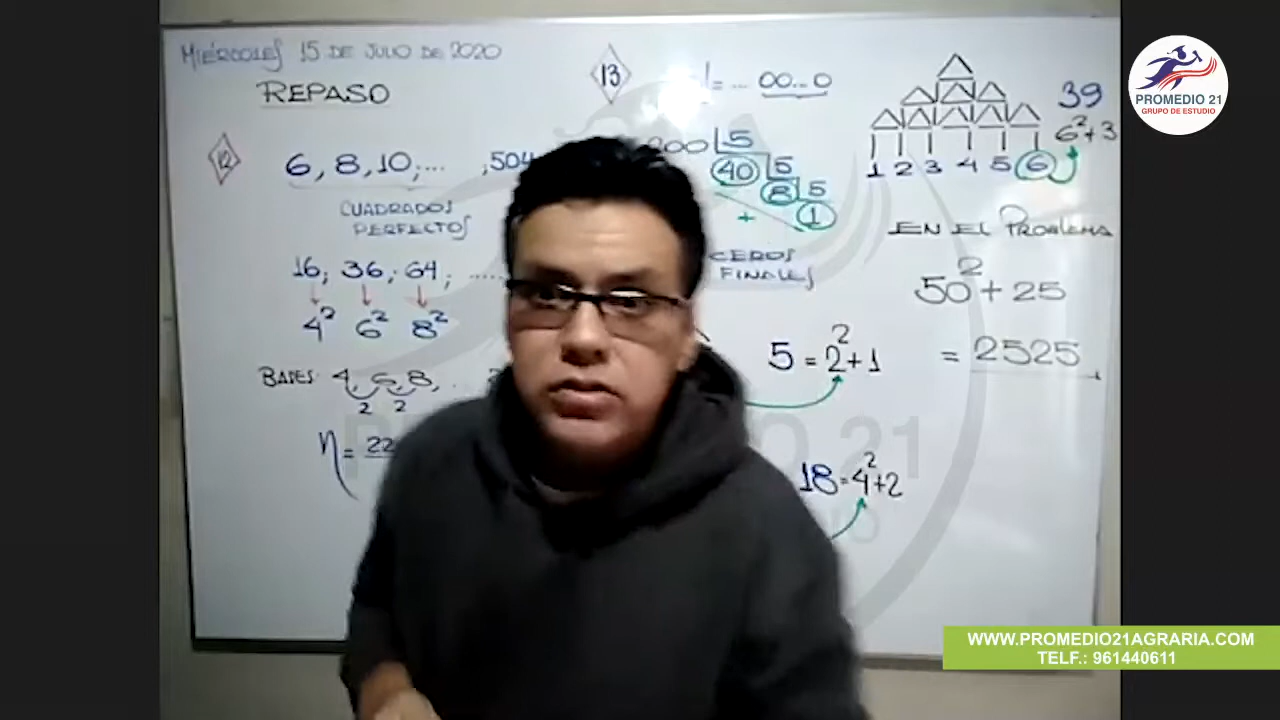 MIÉRCOLES 15 DE JULIO DE 2020
REPASO
12
6, 8, 10, ... , 504
CUADRADOS
PERFECTOS
16, 36, 64, ......
4² 6² 8²
BASES: 4, 6, 8, ..
2 2
n = 22
13
! = ... 00...0
200 5
40 5
8 5
+ 1
CEROS
FINALES
5 = 2² + 1
18 = 4² + 2
39
6² + 3
1 2 3 4 5 6
EN EL PROBLEMA
50² + 25
= 2525
PROMEDIO 21
GRUPO DE ESTUDIO
WWW.PROMEDIO21AGRARIA.COM
TELF.: 961440611